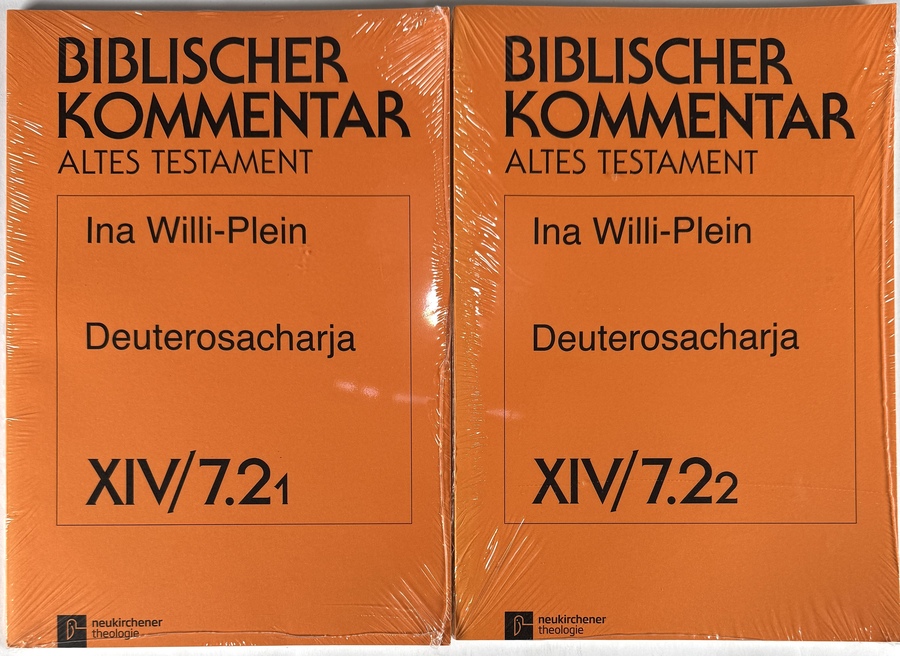 BIBLISCHER
KOMMENTAR
ALTES TESTAMENT
Ina Willi-Plein
Deuterosacharja
XIV/7.21
neukirchener
theologie
BIBLISCHER
KOMMENTAR
ALTES TESTAMENT
Ina Willi-Plein
Deuterosacharja
XIV/7.22
neukirchener
theologie